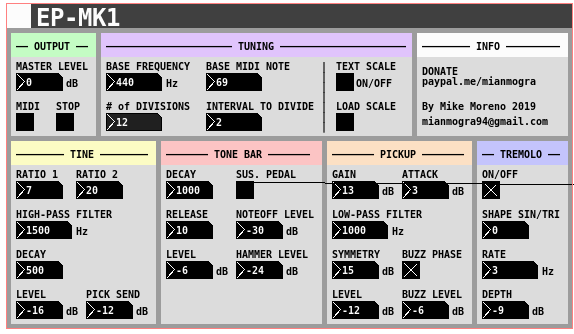 EP-MK1
OUTPUT
MASTER LEVEL
0 dB
MIDI STOP
TUNING
BASE FREQUENCY BASE MIDI NOTE
440 Hz 69
# of DIVISIONS INTERVAL TO DIVIDE
12 2
TEXT SCALE
ON/OFF
LOAD SCALE
INFO
DONATE
paypal.me/mianmogra
By Mike Moreno 2019
mianmogra94@gmail.com
TINE
RATIO 1 RATIO 2
7 20
HIGH-PASS FILTER
1500 Hz
DECAY
500
LEVEL PICK SEND
-16 dB -12 dB
TONE BAR
DECAY SUS. PEDAL
1000
RELEASE NOTEOFF LEVEL
10 -30 dB
LEVEL HAMMER LEVEL
-6 dB -24 dB
PICKUP
GAIN ATTACK
13 dB 3 dB
LOW-PASS FILTER
1000 Hz
SYMMETRY BUZZ PHASE
15 dB
LEVEL BUZZ LEVEL
-12 dB -6 dB
TREMOLO
ON/OFF
SHAPE SIN/TRI
0
RATE
3 Hz
DEPTH
-9 dB